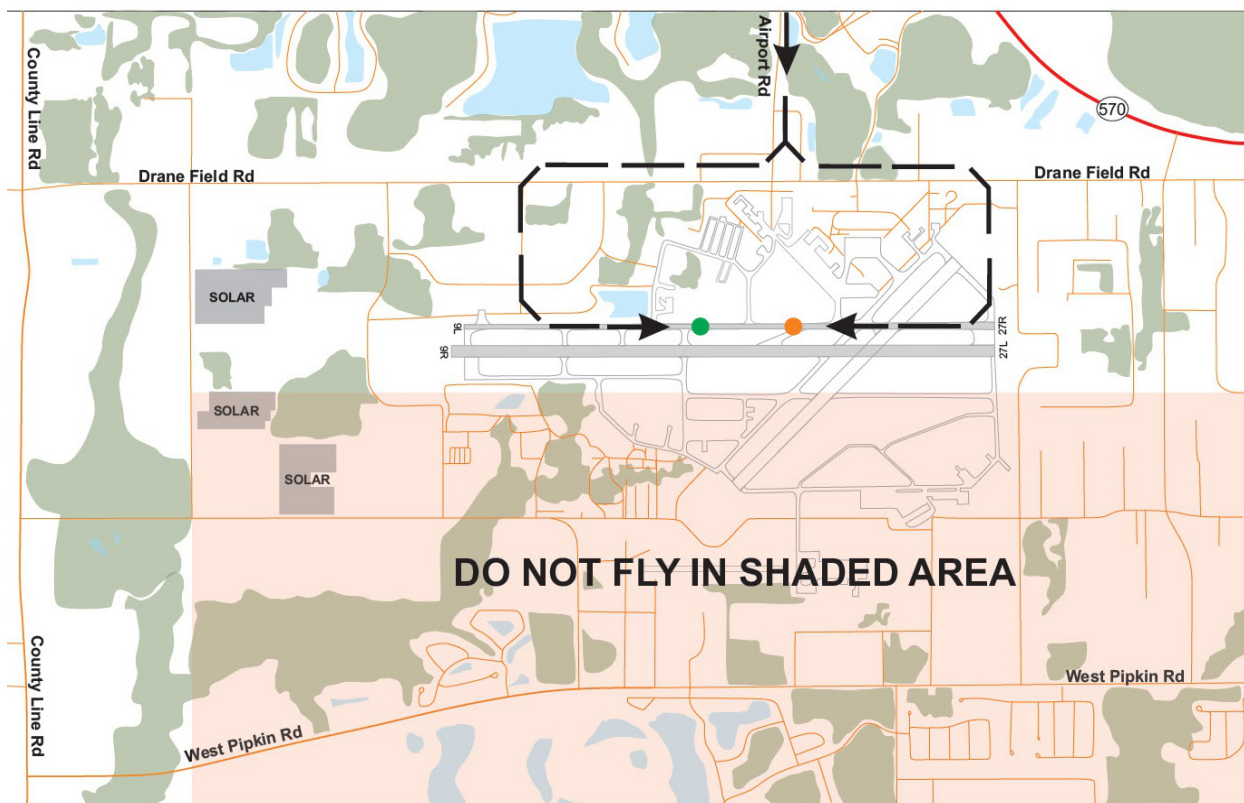 County Line Rd
Airport Rd
570
Drane Field Rd
Drane Field Rd
SOLAR
9L
27R
9R
27L
SOLAR
SOLAR
DO NOT FLY IN SHADED AREA
County Line Rd
West Pipkin Rd
West Pipkin Rd